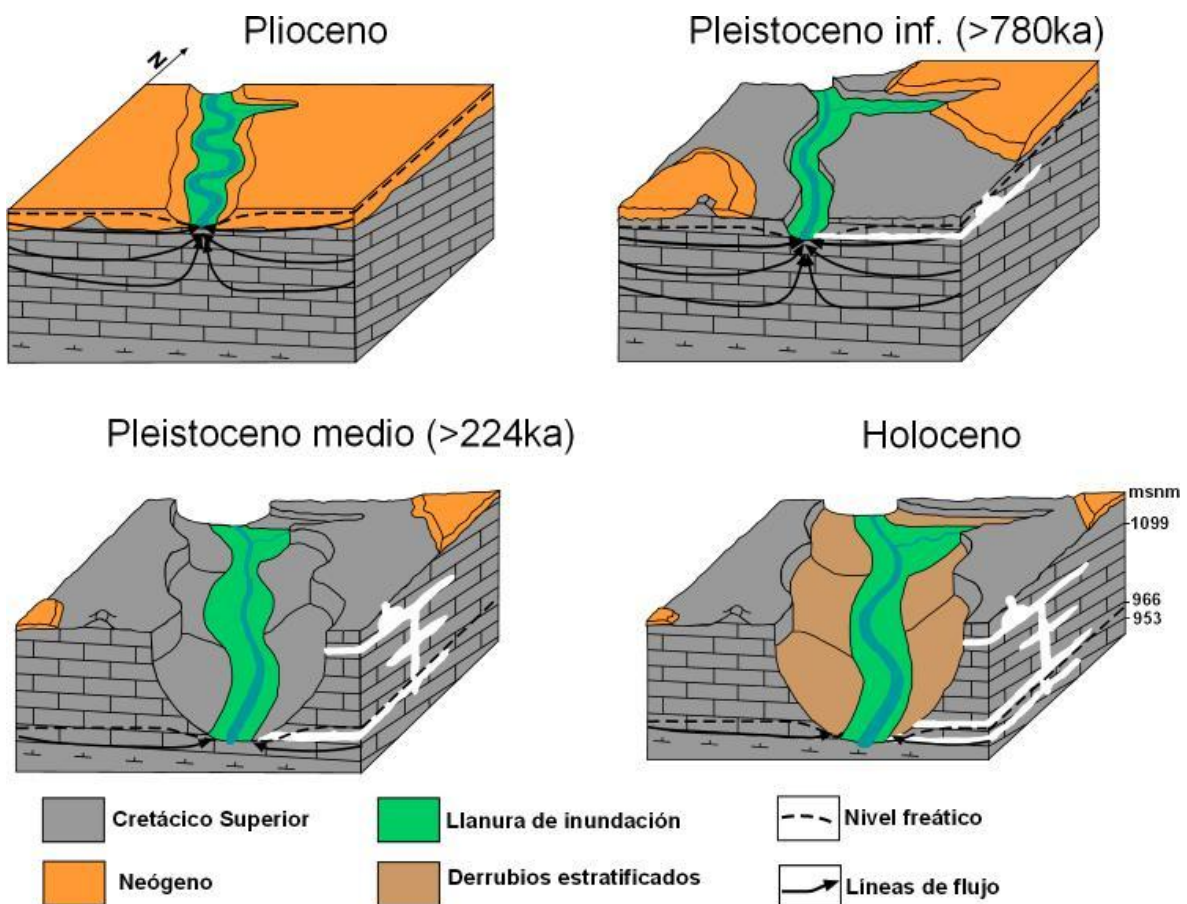 Plioceno
Pleistoceno inf. (>780ka)
N
Pleistoceno medio (>224ka)
Holoceno
msnm
1099
966
953
Cretácico Superior
Llanura de inundación
Nivel freático
Neógeno
Derrubios estratificados
Líneas de flujo